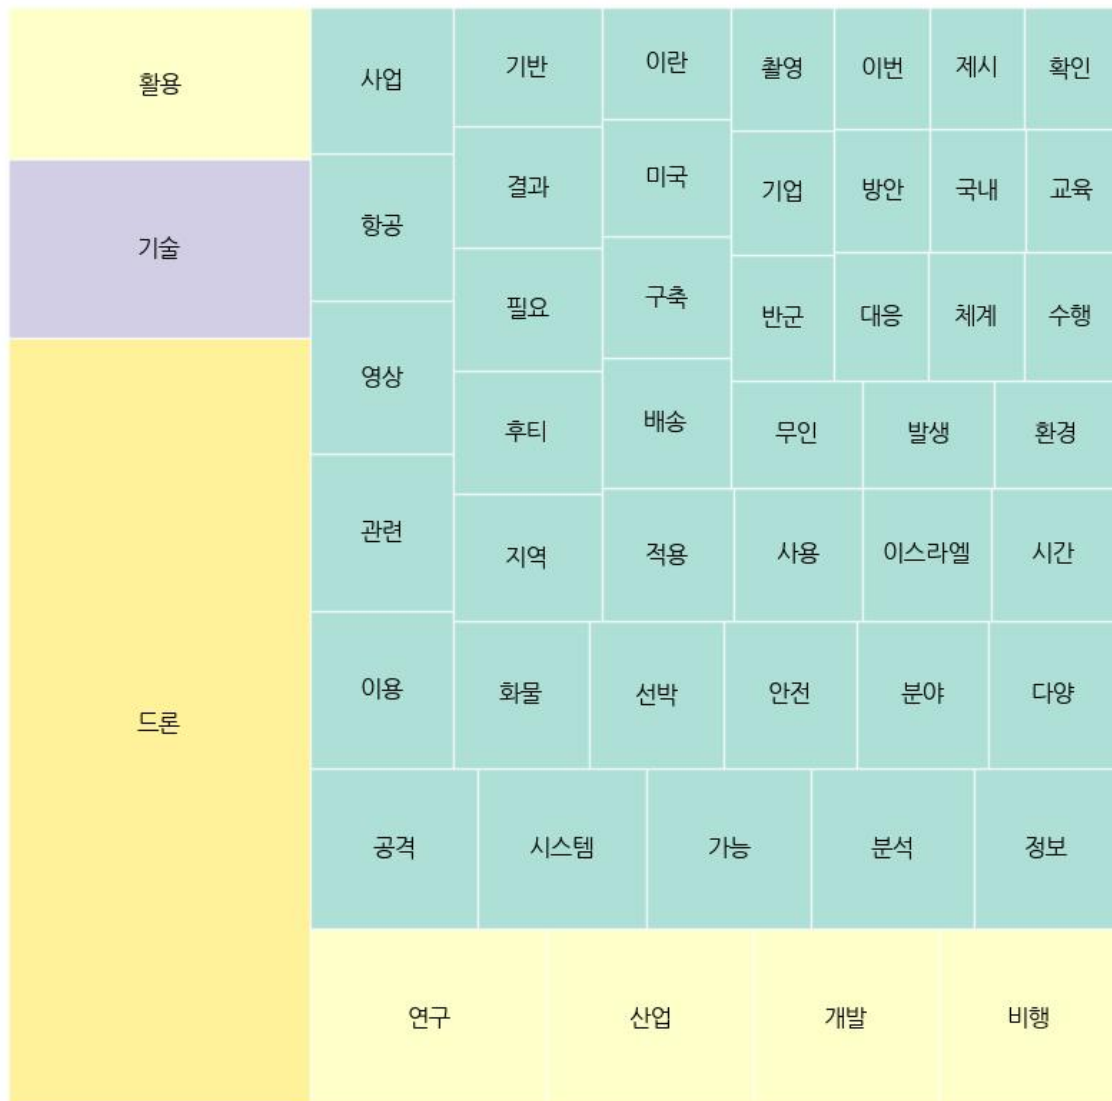 활용
기술
드론
사업
항공
영상
관련
이용
기반
결과
필요
후티
지역
이란
미국
구축
배송
촬영
기업
반군
이번
제시
확인
방안
국내
교육
대응
체계
수행
무인
발생
환경
적용
사용
이스라엘
시간
화물
선박
안전
분야
다양
공격
시스템
가능
분석
정보
연구
산업
개발
비행